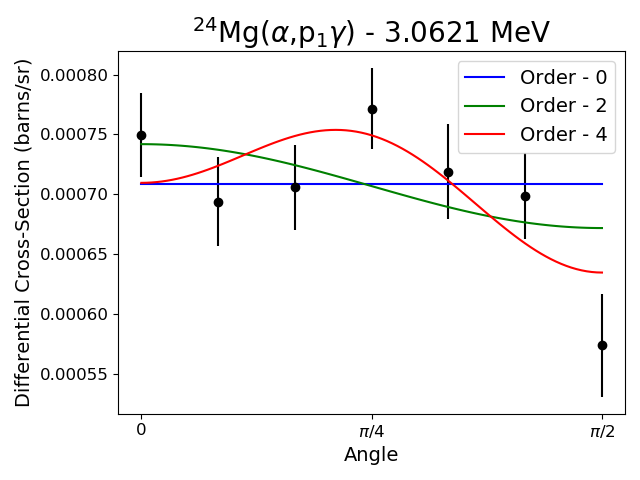 ²⁴Mg(α,p₁γ) - 3.0621 MeV
Differential Cross-Section (barns/sr)
0.00080
0.00075
0.00070
0.00065
0.00060
0.00055
Order - 0
Order - 2
Order - 4
0
π/4
π/2
Angle